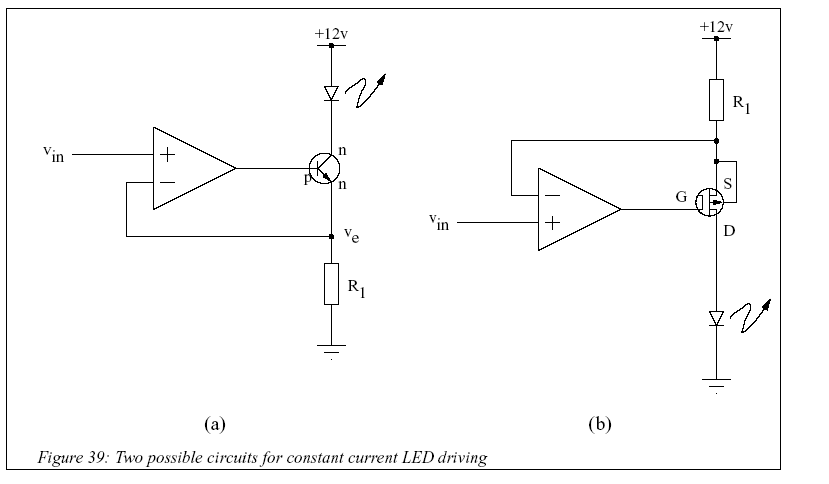 +12v
vin
+
−
p
n
n
ve
R1
(a)
+12v
R1
−
+
vin
G
S
D
(b)
Figure 39: Two possible circuits for constant current LED driving